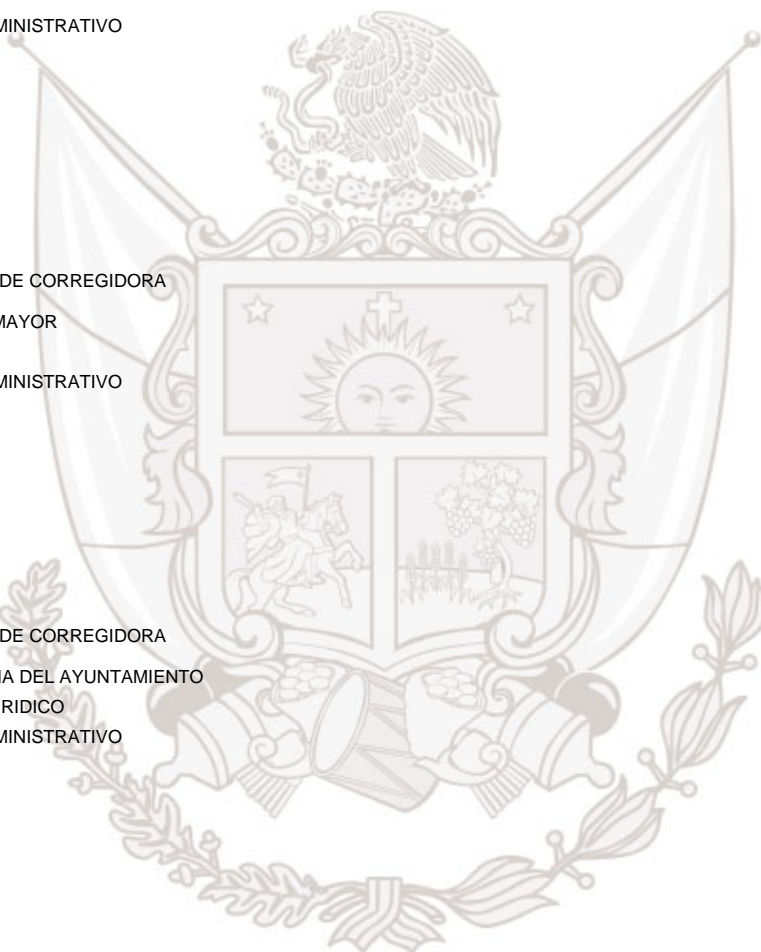 MINISTRATIVO
DE CORREGIDORA
MAYOR
MINISTRATIVO
DE CORREGIDORA
IA DEL AYUNTAMIENTO
RIDICO
MINISTRATIVO